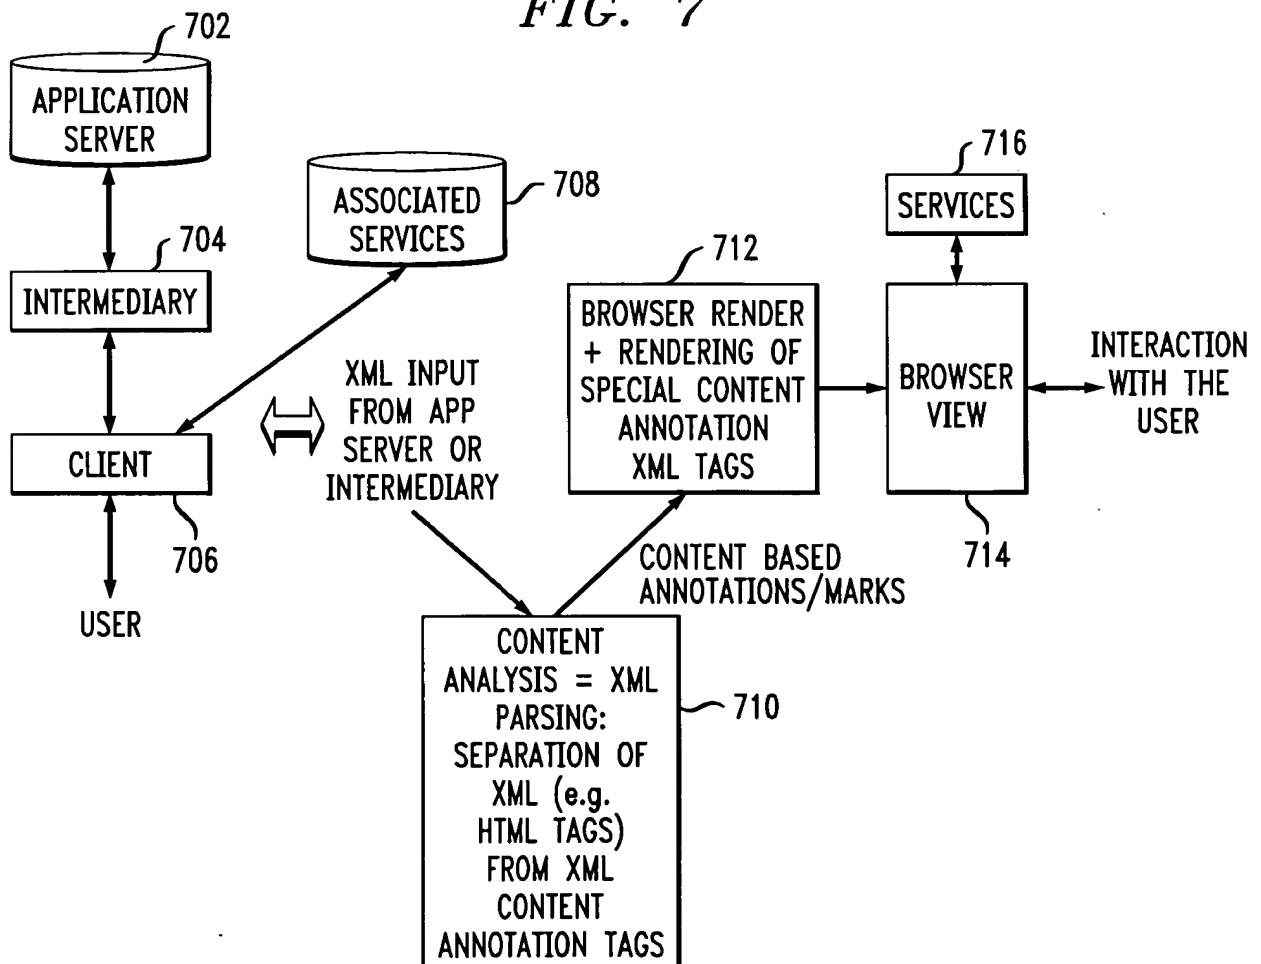 FIG. 7
702
APPLICATION
SERVER
704
INTERMEDIARY
CLIENT
706
USER
ASSOCIATED
SERVICES
708
XML INPUT
FROM APP
SERVER OR
INTERMEDIARY
712
BROWSER RENDER
+ RENDERING OF
SPECIAL CONTENT
ANNOTATION
XML TAGS
CONTENT BASED
ANNOTATIONS/MARKS
CONTENT
ANALYSIS = XML
PARSING:
SEPARATION OF
XML (e.g.
HTML TAGS)
FROM XML
CONTENT
ANNOTATION TAGS
710
716
SERVICES
BROWSER
VIEW
714
INTERACTION
WITH THE
USER